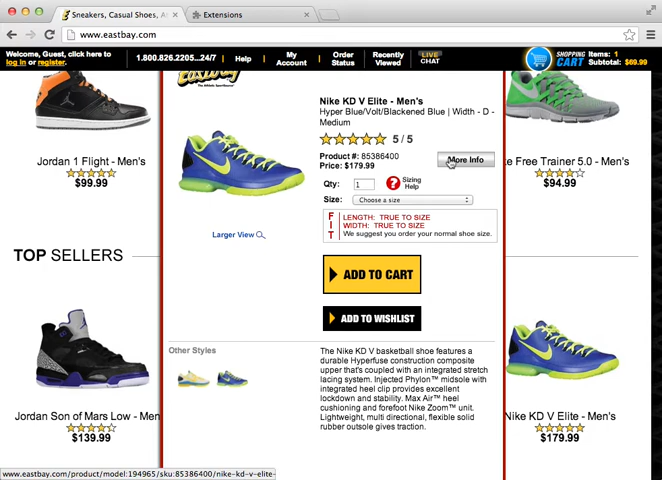 Sneakers, Casual Shoes, A
Extensions
www.eastbay.com
Welcome, Guest, click here to
log in or register.
1.800.826.2205...24/7
Help
My
Account
Order
Status
Recently
Viewed
LIVE
CHAT
SHOPPING
CART
Items: 1
Subtotal: $69.99
Eastbay
Jordan 1 Flight - Men's
$99.99
Nike KD V Elite - Men's
Hyper Blue/Volt/Blackened Blue | Width - D -
Medium
5 / 5
Product #: 85386400
Price: $179.99
More Info
Qty: 1
Sizing
Help
Size: Choose a size
FIT
LENGTH: TRUE TO SIZE
WIDTH: TRUE TO SIZE
We suggest you order your normal shoe size.
Larger View
ADD TO CART
ADD TO WISHLIST
Other Styles
The Nike KD V basketball shoe features a
durable Hyperfuse construction composite
upper that's coupled with an integrated stretch
lacing system. Injected Phylon™ midsole with
integrated heel clip provides excellent
lockdown and stability. Max Air™ heel
cushioning and forefoot Nike Zoom™ unit.
Lightweight, multi directional, flexible solid
rubber outsole gives traction.
e Free Trainer 5.0 - Men's
$94.99
TOP SELLERS
Jordan Son of Mars Low - Men
$139.99
Nike KD V Elite - Men's
$179.99
www.eastbay.com/product/model:194965/sku:85386400/nike-kd-v-elite-